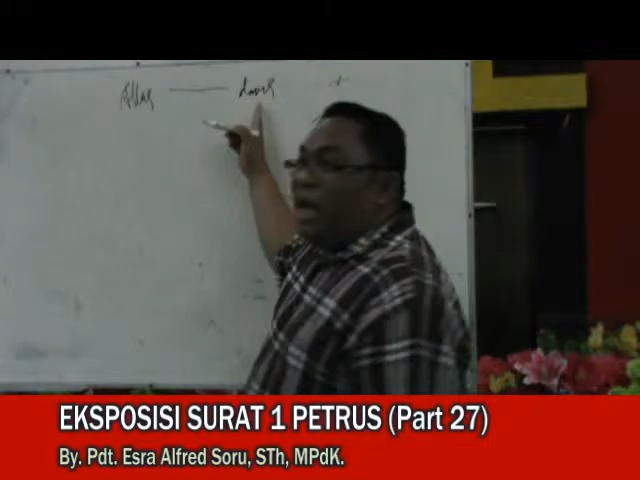 EKSPOSISI SURAT 1 PETRUS (Part 27)
By. Pdt. Esra Alfred Soru, STh, MPdK.